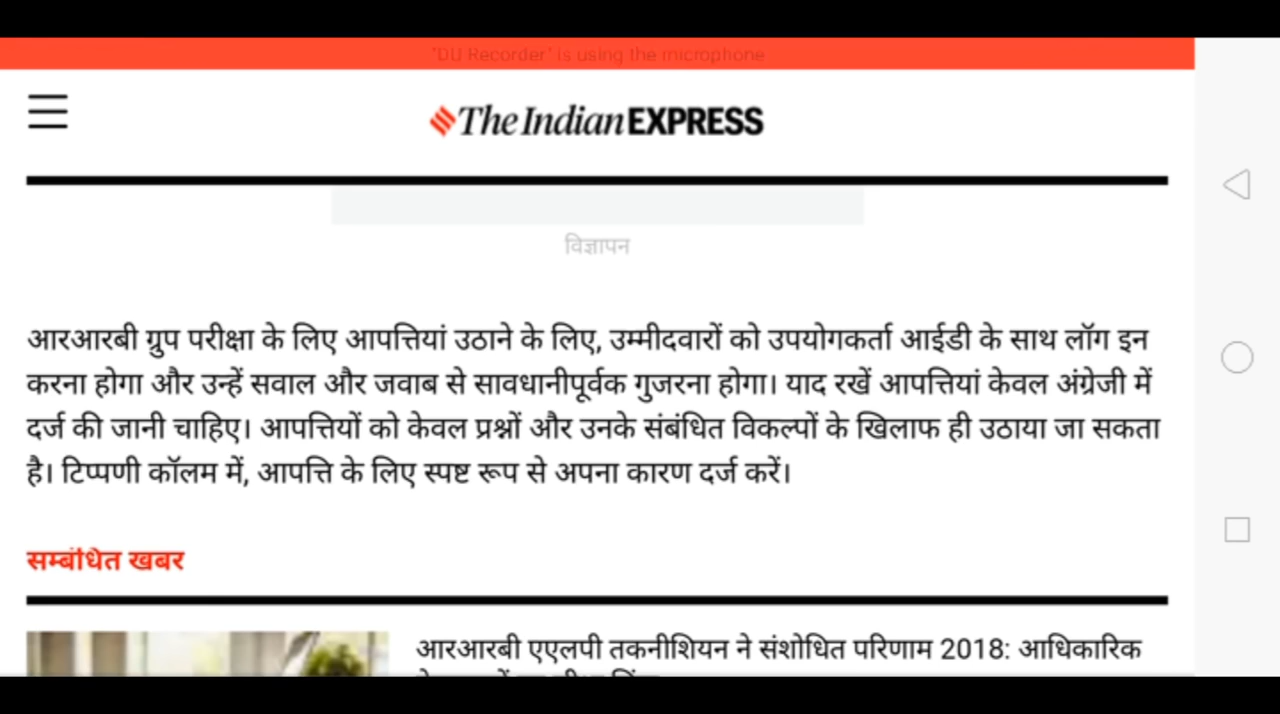 "DU Recorder" is using the microphone
The Indian EXPRESS
विज्ञापन
आरआरबी ग्रुप परीक्षा के लिए आपत्तियां उठाने के लिए, उम्मीदवारों को उपयोगकर्ता आईडी के साथ लॉग इन
करना होगा और उन्हें सवाल और जवाब से सावधानीपूर्वक गुजरना होगा। याद रखें आपत्तियां केवल अंग्रेजी में
दर्ज की जानी चाहिए। आपत्तियों को केवल प्रश्नों और उनके संबंधित विकल्पों के खिलाफ ही उठाया जा सकता
है। टिप्पणी कॉलम में, आपत्ति के लिए स्पष्ट रूप से अपना कारण दर्ज करें।
सम्बंधित खबर
आरआरबी एएलपी तकनीशियन ने संशोधित परिणाम 2018: आधिकारिक